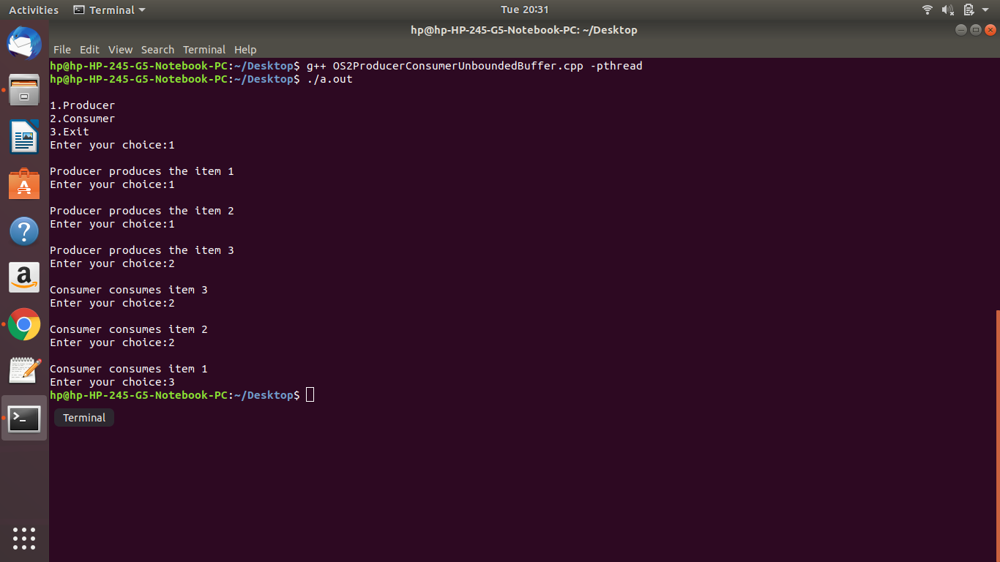 Activities Terminal Tue 20:31
hp@hp-HP-245-G5-Notebook-PC: ~/Desktop
File Edit View Search Terminal Help
hp@hp-HP-245-G5-Notebook-PC:~/Desktop$ g++ OS2ProducerConsumerUnboundedBuffer.cpp -pthread
hp@hp-HP-245-G5-Notebook-PC:~/Desktop$ ./a.out
1.Producer
2.Consumer
3.Exit
Enter your choice:1
Producer produces the item 1
Enter your choice:1
Producer produces the item 2
Enter your choice:1
Producer produces the item 3
Enter your choice:2
Consumer consumes item 3
Enter your choice:2
Consumer consumes item 2
Enter your choice:2
Consumer consumes item 1
Enter your choice:3
hp@hp-HP-245-G5-Notebook-PC:~/Desktop$
Terminal